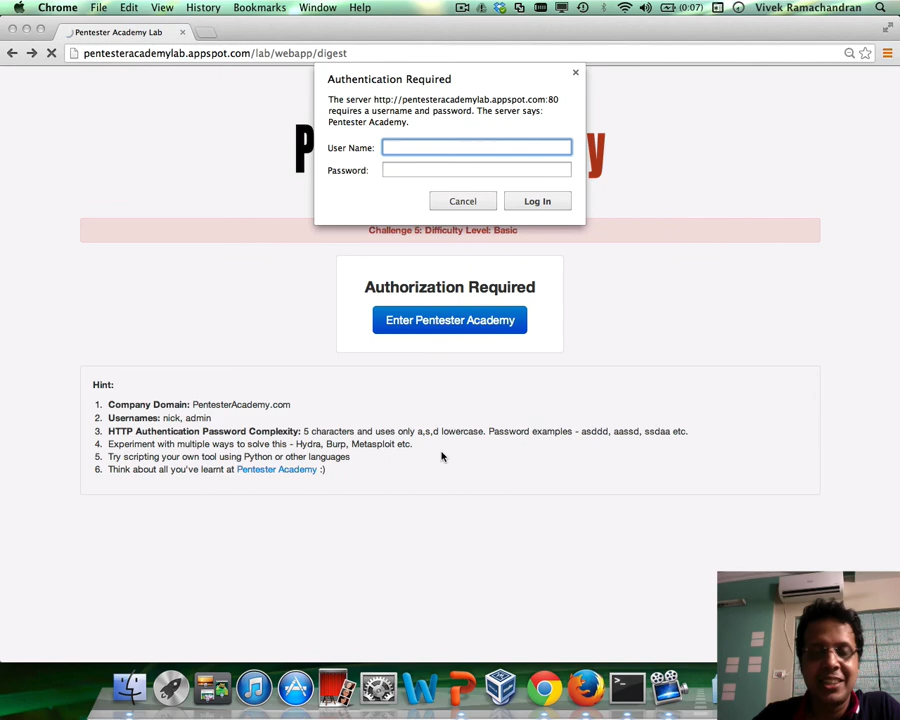 Chrome File Edit View History Bookmarks Window Help (0:07) Vivek Ramachandran
Pentester Academy Lab
pentesteracademylab.appspot.com/lab/webapp/digest
Authentication Required
The server http://pentesteracademylab.appspot.com:80
requires a username and password. The server says:
Pentester Academy.
User Name:
Password:
Cancel Log In
P y
Challenge 5: Difficulty Level: Basic
Authorization Required
Enter Pentester Academy
Hint:
1. Company Domain: PentesterAcademy.com
2. Usernames: nick, admin
3. HTTP Authentication Password Complexity: 5 characters and uses only a,s,d lowercase. Password examples - asddd, aassd, ssdaa etc.
4. Experiment with multiple ways to solve this - Hydra, Burp, Metasploit etc.
5. Try scripting your own tool using Python or other languages
6. Think about all you've learnt at Pentester Academy :)